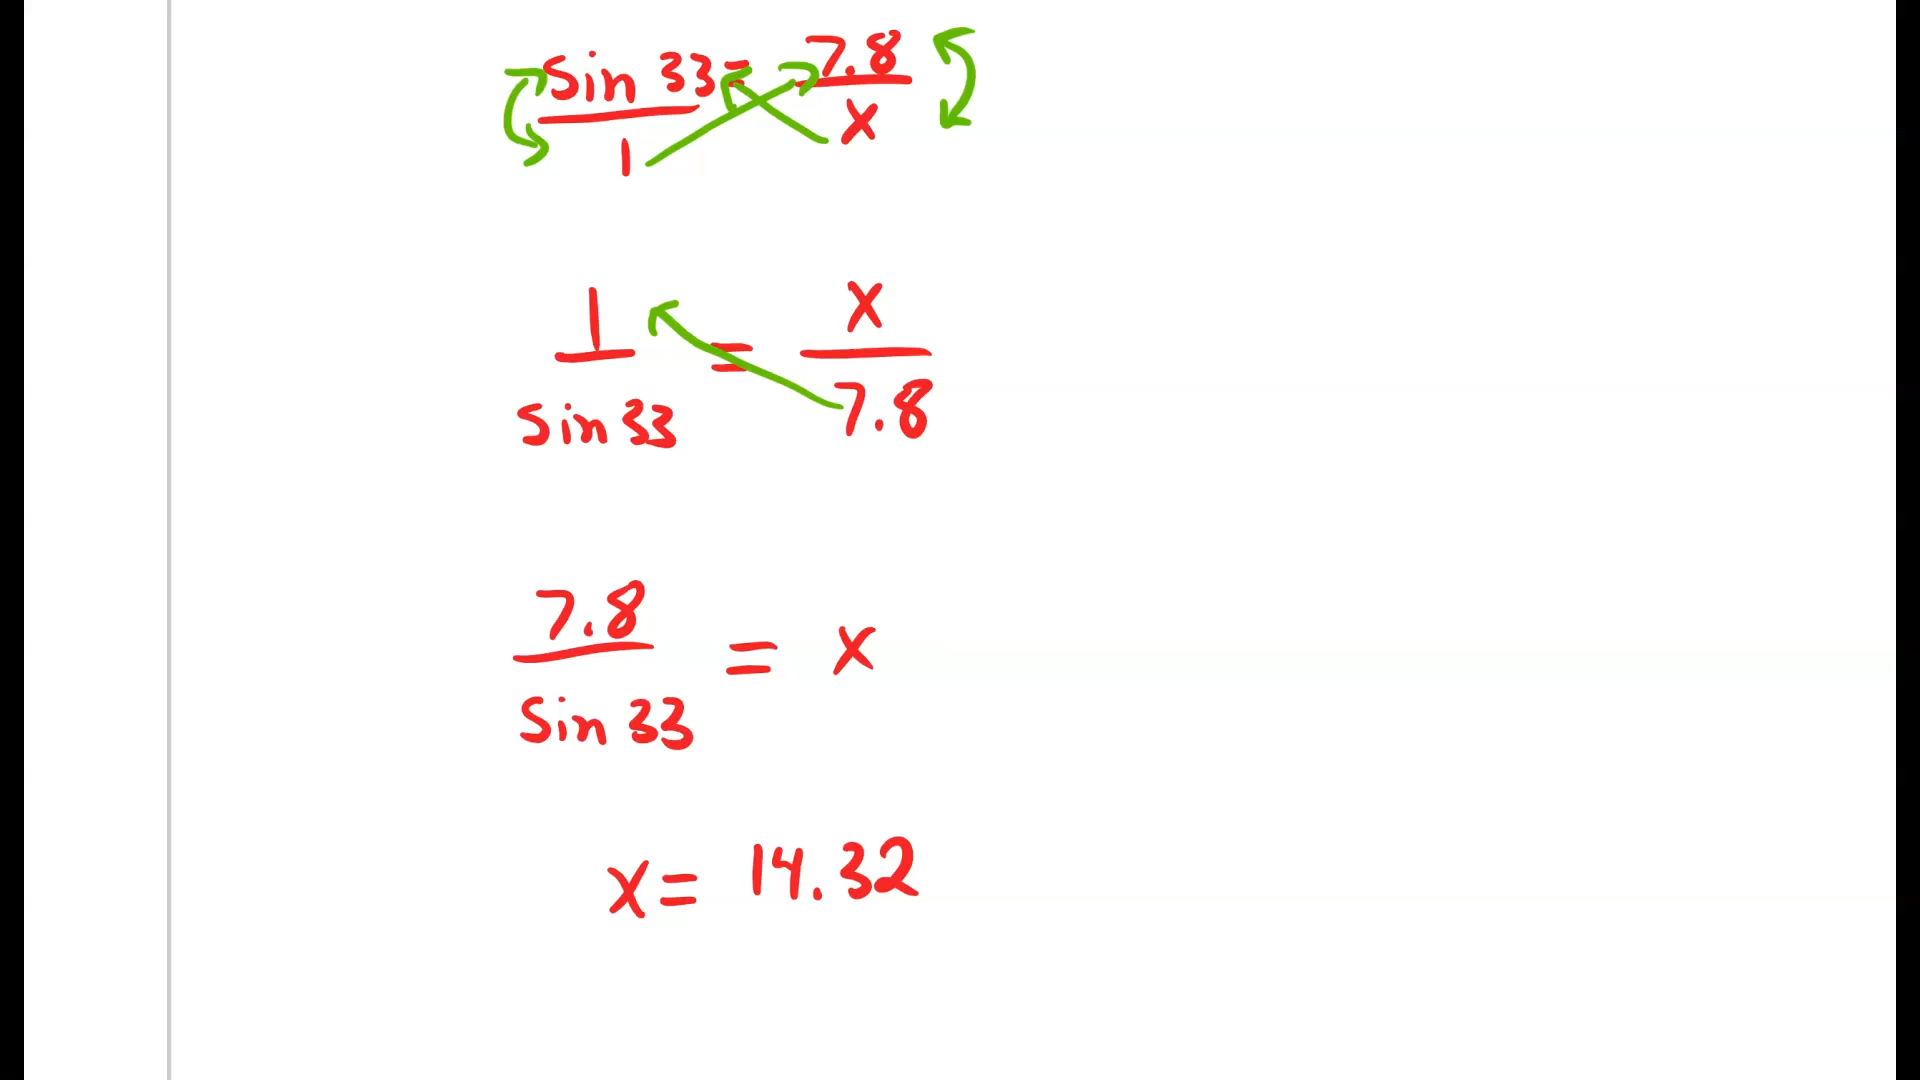 sin 33 = 7.8
1 x
1 = x
sin 33 7.8
7.8 = x
sin 33
x = 14.32